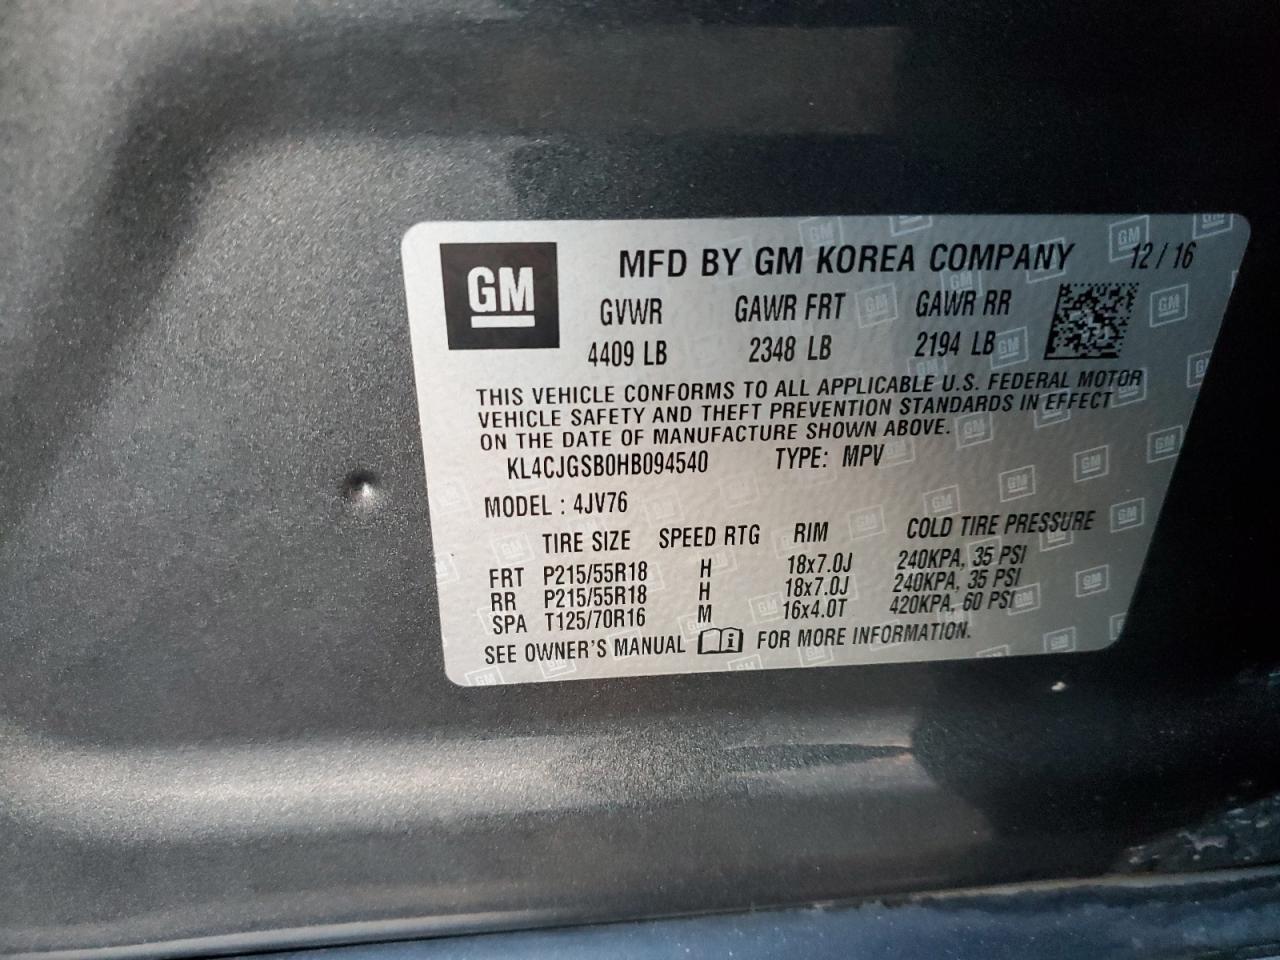 GM
MFD BY GM KOREA COMPANY 12 / 16
GVWR GAWR FRT GAWR RR
4409 LB 2348 LB 2194 LB
THIS VEHICLE CONFORMS TO ALL APPLICABLE U.S. FEDERAL MOTOR
VEHICLE SAFETY AND THEFT PREVENTION STANDARDS IN EFFECT
ON THE DATE OF MANUFACTURE SHOWN ABOVE.
KL4CJGSB0HB094540 TYPE: MPV
MODEL : 4JV76
TIRE SIZE SPEED RTG RIM COLD TIRE PRESSURE
FRT P215/55R18 H 18x7.0J 240KPA, 35 PSI
RR P215/55R18 H 18x7.0J 240KPA, 35 PSI
SPA T125/70R16 M 16x4.0T 420KPA, 60 PSI
SEE OWNER'S MANUAL i FOR MORE INFORMATION.